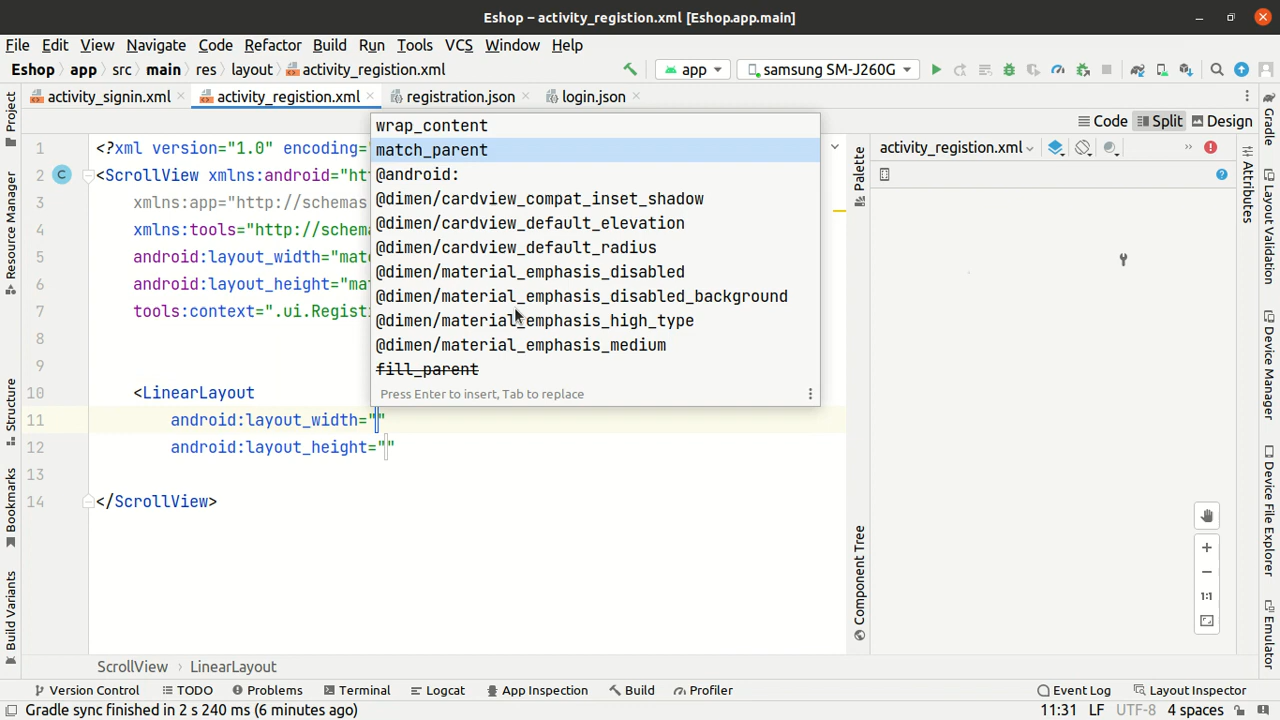 Eshop – activity_registion.xml [Eshop.app.main]
File Edit View Navigate Code Refactor Build Run Tools VCS Window Help
Eshop app src main res layout activity_registion.xml app samsung SM-J260G
activity_signin.xml activity_registion.xml registration.json login.json
Code Split Design
Project
Resource Manager
Structure
Bookmarks
Build Variants
1 <?xml version="1.0" encoding="
2 <ScrollView xmlns:android="ht
3 xmlns:app="http://schemas
4 xmlns:tools="http://schema
5 android:layout_width="mat
6 android:layout_height="ma
7 tools:context=".ui.Regist
8
9
10 <LinearLayout
11 android:layout_width=""
12 android:layout_height=""
13
14 </ScrollView>
wrap_content
match_parent
@android:
@dimen/cardview_compat_inset_shadow
@dimen/cardview_default_elevation
@dimen/cardview_default_radius
@dimen/material_emphasis_disabled
@dimen/material_emphasis_disabled_background
@dimen/material_emphasis_high_type
@dimen/material_emphasis_medium
fill_parent
Press Enter to insert, Tab to replace
Palette
Component Tree
activity_registion.xml
1:1
Attributes
Gradle
Layout Validation
Device Manager
Device File Explorer
Emulator
ScrollView LinearLayout
Version Control TODO Problems Terminal Logcat App Inspection Build Profiler Event Log Layout Inspector
Gradle sync finished in 2 s 240 ms (6 minutes ago) 11:31 LF UTF-8 4 spaces